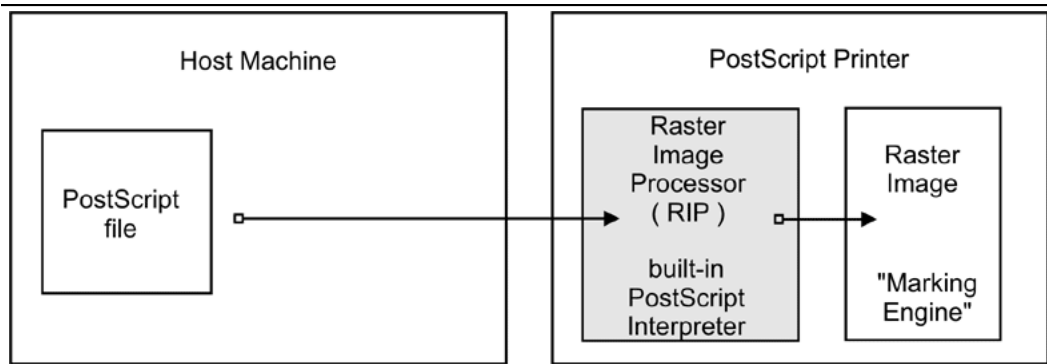 Host Machine
PostScript
file
PostScript Printer
Raster
Image
Processor
( RIP )
built-in
PostScript
Interpreter
Raster
Image
"Marking
Engine"